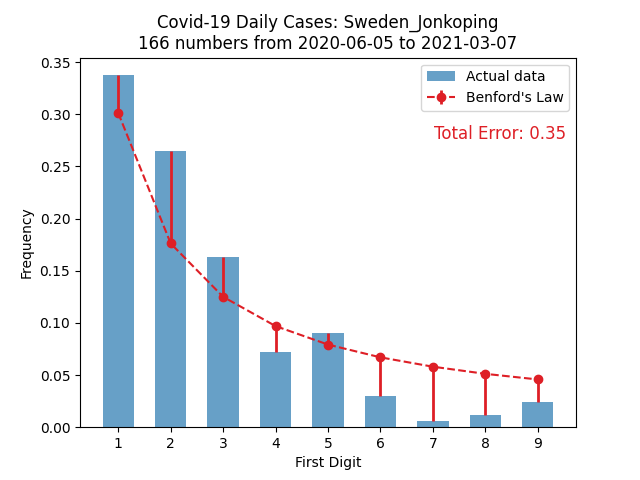 Covid-19 Daily Cases: Sweden_Jonkoping
166 numbers from 2020-06-05 to 2021-03-07
Actual data
Benford's Law
Total Error: 0.35
Frequency
0.35
0.30
0.25
0.20
0.15
0.10
0.05
0.00
1 2 3 4 5 6 7 8 9
First Digit